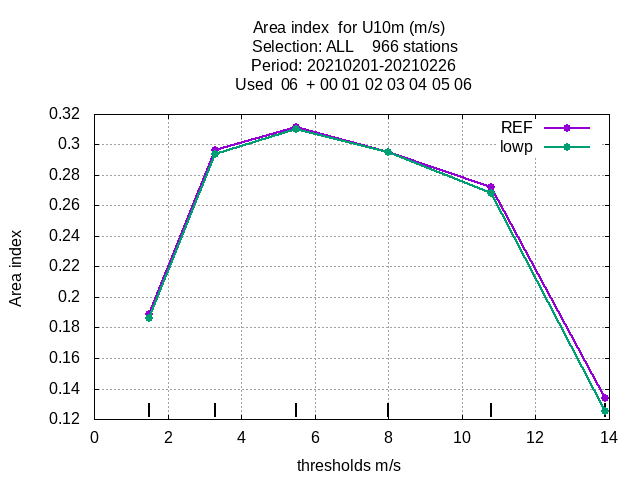 Area index  for U10m (m/s)
Selection: ALL    966 stations
Period: 20210201-20210226
Used  06  + 00 01 02 03 04 05 06
REF
lowp
0.32
0.3
0.28
0.26
0.24
0.22
0.2
0.18
0.16
0.14
0.12
Area index
0 2 4 6 8 10 12 14
thresholds m/s